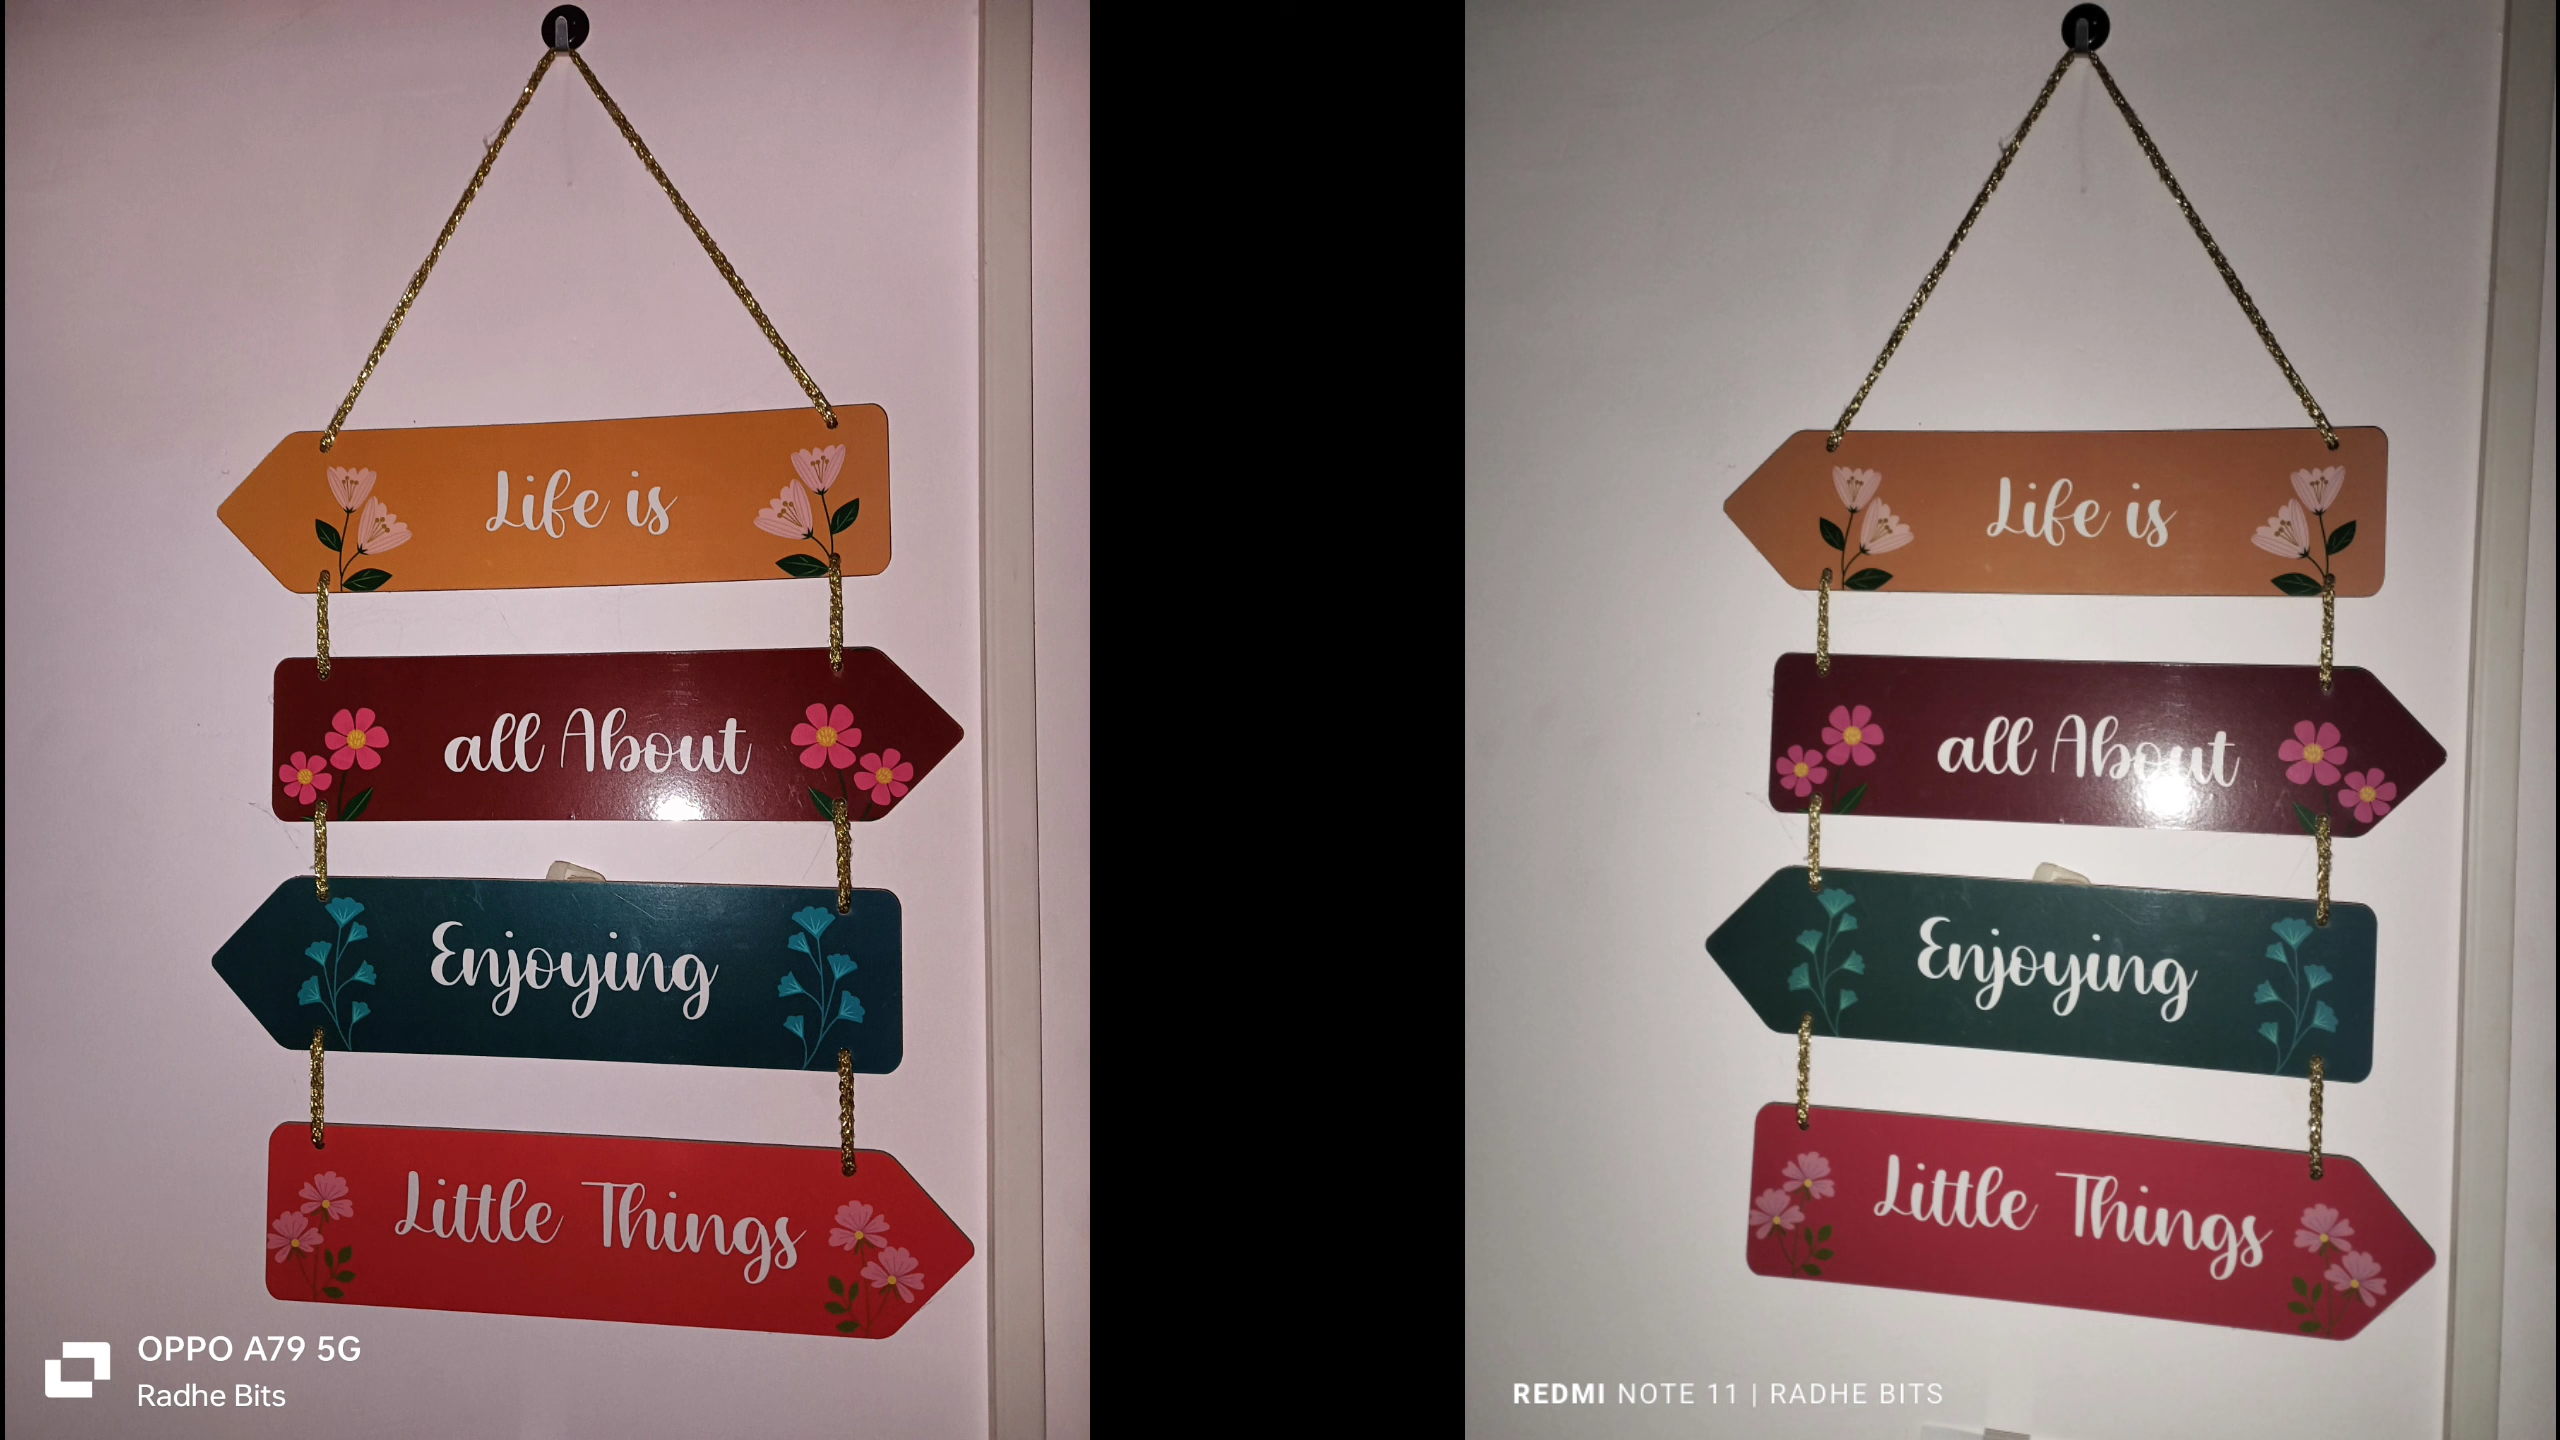 Life is
all About
Enjoying
Little Things
OPPO A79 5G
Radhe Bits
Life is
all About
Enjoying
Little Things
REDMI NOTE 11 | RADHE BITS